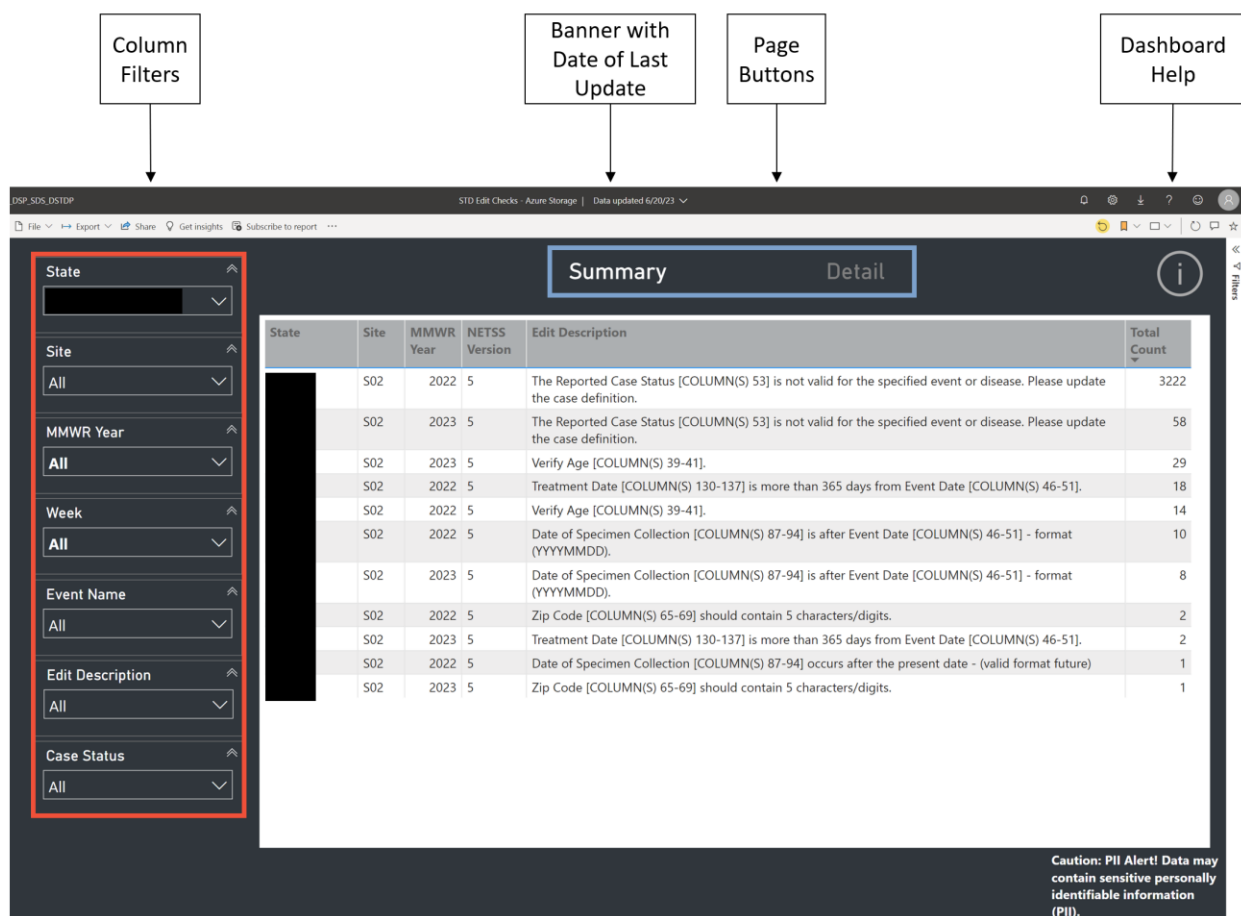 Column
Filters
Banner with
Date of Last
Update
Page
Buttons
Dashboard
Help
_DSP_SDS_DSTDP
STD Edit Checks - Azure Storage | Data updated 6/20/23
File Export Share Get insights Subscribe to report ...
Summary Detail
i
Filters
State
Site
All
MMWR Year
All
Week
All
Event Name
All
Edit Description
All
Case Status
All
State Site MMWR Year NETSS Version Edit Description Total Count
S02 2022 5 The Reported Case Status [COLUMN(S) 53] is not valid for the specified event or disease. Please update 3222
the case definition.
S02 2023 5 The Reported Case Status [COLUMN(S) 53] is not valid for the specified event or disease. Please update 58
the case definition.
S02 2023 5 Verify Age [COLUMN(S) 39-41]. 29
S02 2022 5 Treatment Date [COLUMN(S) 130-137] is more than 365 days from Event Date [COLUMN(S) 46-51]. 18
S02 2022 5 Verify Age [COLUMN(S) 39-41]. 14
S02 2022 5 Date of Specimen Collection [COLUMN(S) 87-94] is after Event Date [COLUMN(S) 46-51] - format 10
(YYYYMMDD).
S02 2023 5 Date of Specimen Collection [COLUMN(S) 87-94] is after Event Date [COLUMN(S) 46-51] - format 8
(YYYYMMDD).
S02 2022 5 Zip Code [COLUMN(S) 65-69] should contain 5 characters/digits. 2
S02 2023 5 Treatment Date [COLUMN(S) 130-137] is more than 365 days from Event Date [COLUMN(S) 46-51]. 2
S02 2022 5 Date of Specimen Collection [COLUMN(S) 87-94] occurs after the present date - (valid format future) 1
S02 2023 5 Zip Code [COLUMN(S) 65-69] should contain 5 characters/digits. 1
Caution: PII Alert! Data may
contain sensitive personally
identifiable information
(PII).